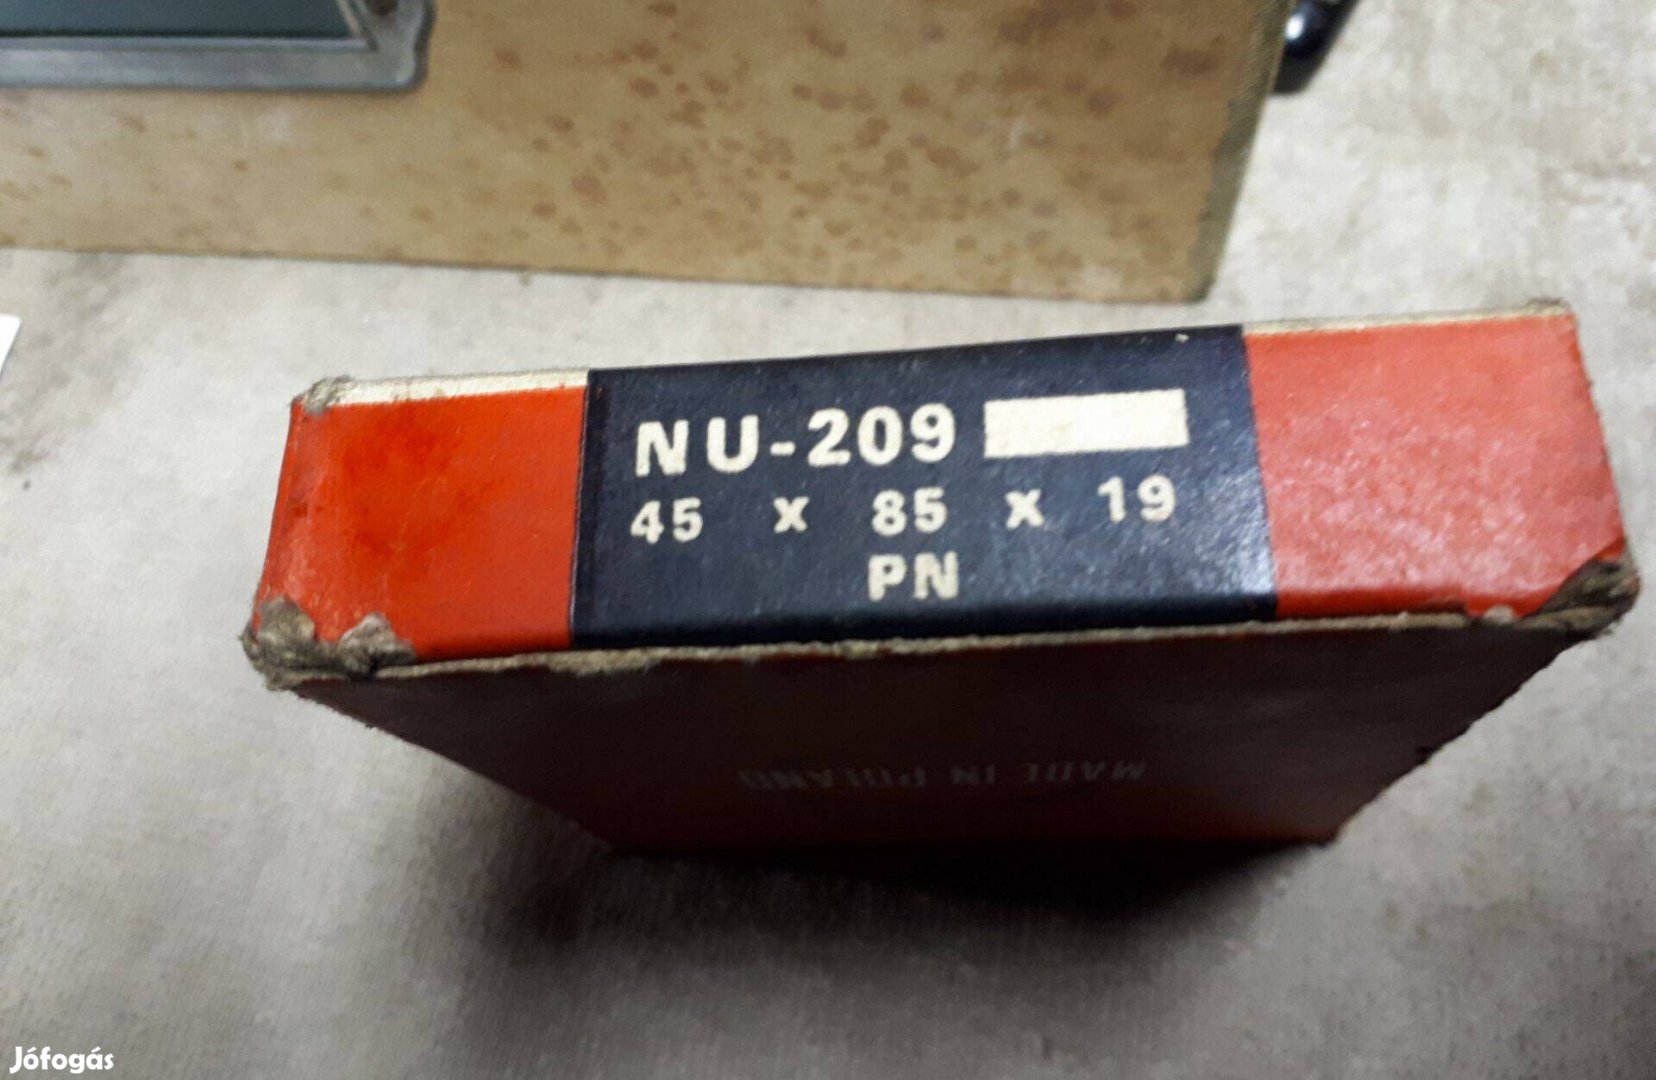 NU-209
45 x 85 x 19
PN
MADE IN POLAND
Jófogás